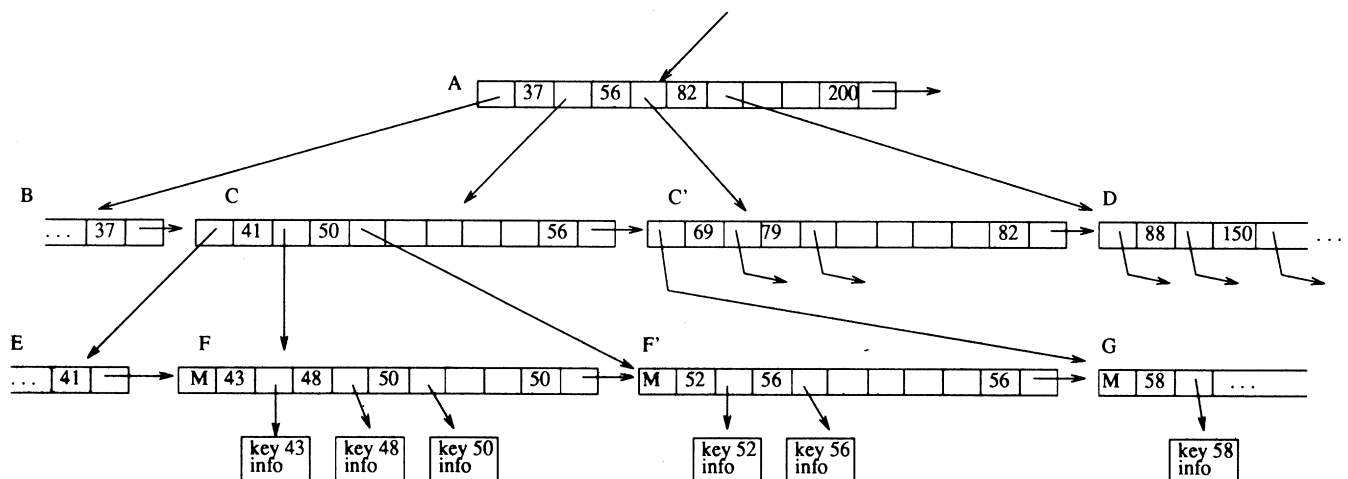 A 37 56 82 200
B C C' D
... 37 41 50 56 69 79 82 88 150 ...
E F F' G
... 41 M 43 48 50 50 M 52 56 56 M 58 ...
key 43 key 48 key 50 key 52 key 56 key 58
info info info info info info